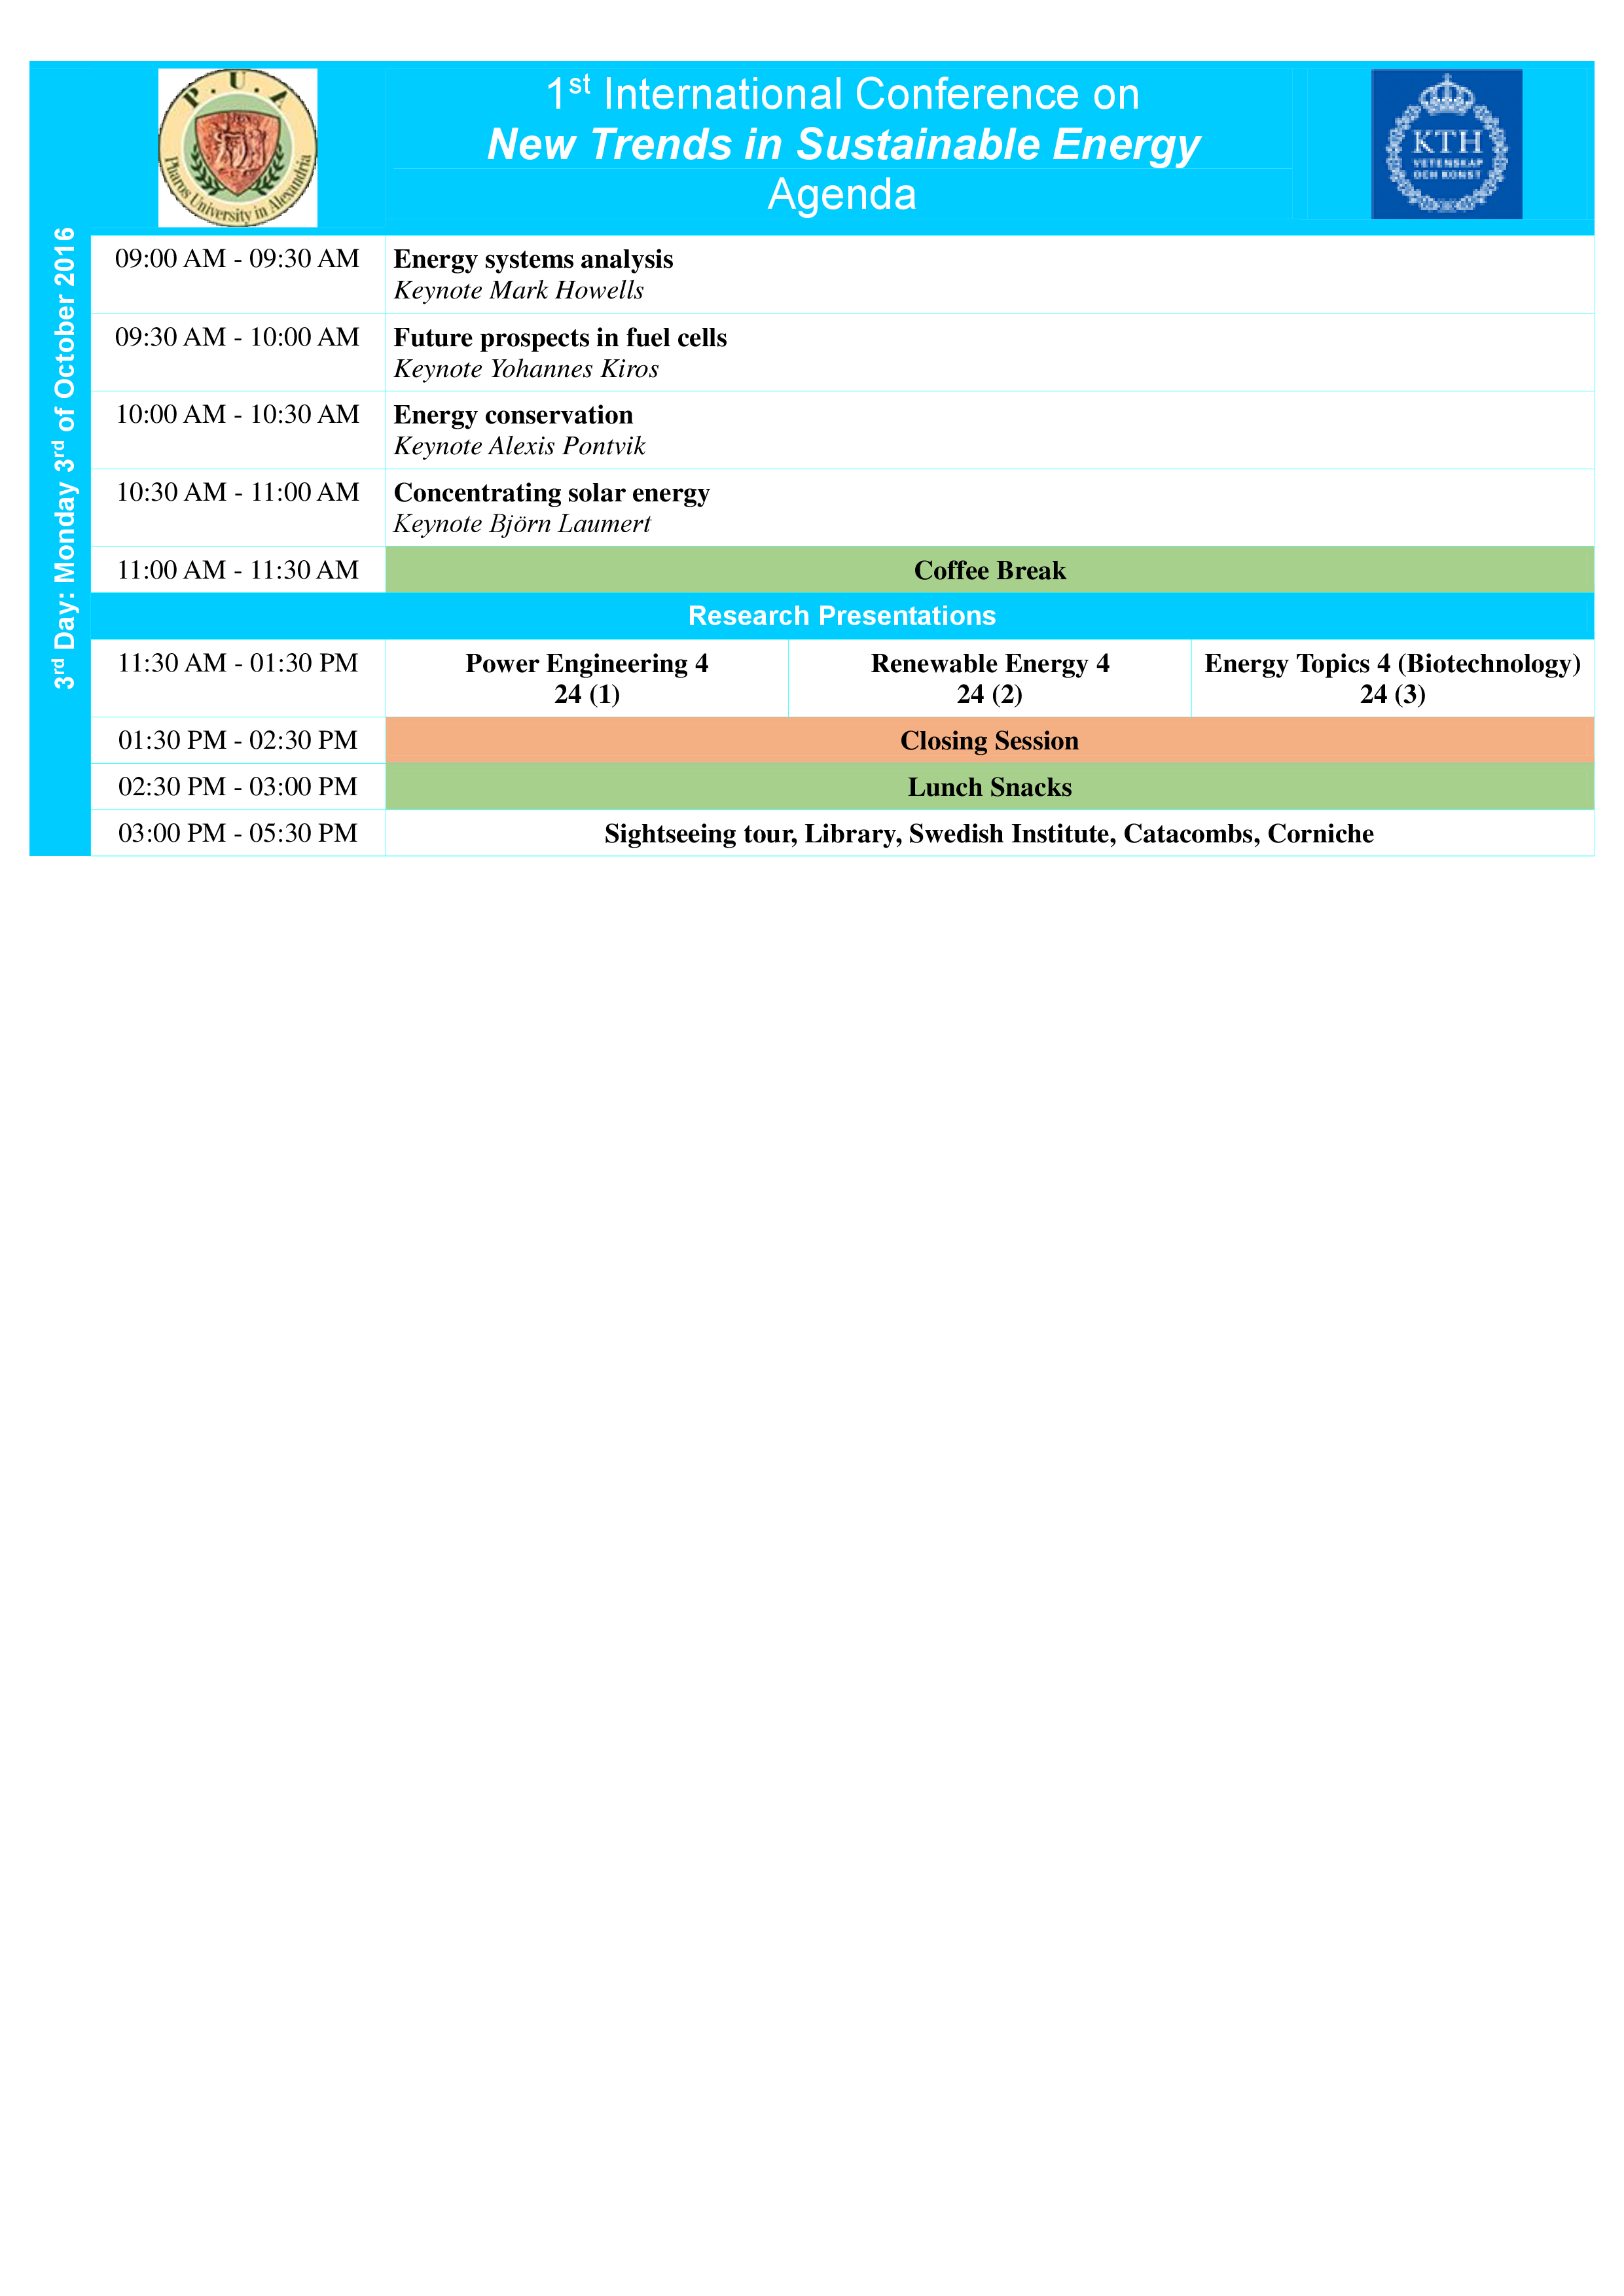 P.U.A
Pharos University in Alexandria
1st International Conference on
New Trends in Sustainable Energy
Agenda
KTH
VETENSKAP
OCH KONST
3rd Day: Monday 3rd of October 2016
09:00 AM - 09:30 AM
Energy systems analysis
Keynote Mark Howells
09:30 AM - 10:00 AM
Future prospects in fuel cells
Keynote Yohannes Kiros
10:00 AM - 10:30 AM
Energy conservation
Keynote Alexis Pontvik
10:30 AM - 11:00 AM
Concentrating solar energy
Keynote Björn Laumert
11:00 AM - 11:30 AM
Coffee Break
Research Presentations
11:30 AM - 01:30 PM
Power Engineering 4
24 (1)
Renewable Energy 4
24 (2)
Energy Topics 4 (Biotechnology)
24 (3)
01:30 PM - 02:30 PM
Closing Session
02:30 PM - 03:00 PM
Lunch Snacks
03:00 PM - 05:30 PM
Sightseeing tour, Library, Swedish Institute, Catacombs, Corniche